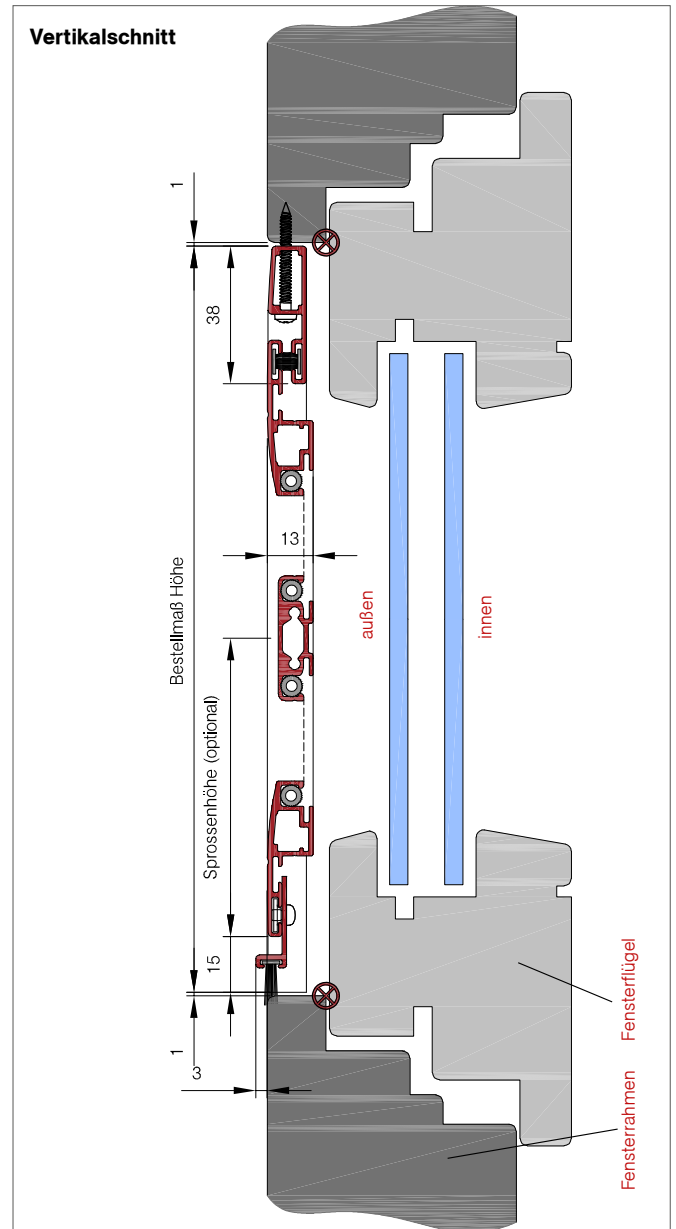 Vertikalschnitt
1
38
Bestellmaß Höhe
13
außen
innen
Sprossenhöhe (optional)
15
1
3
Fensterflügel
Fensterrahmen